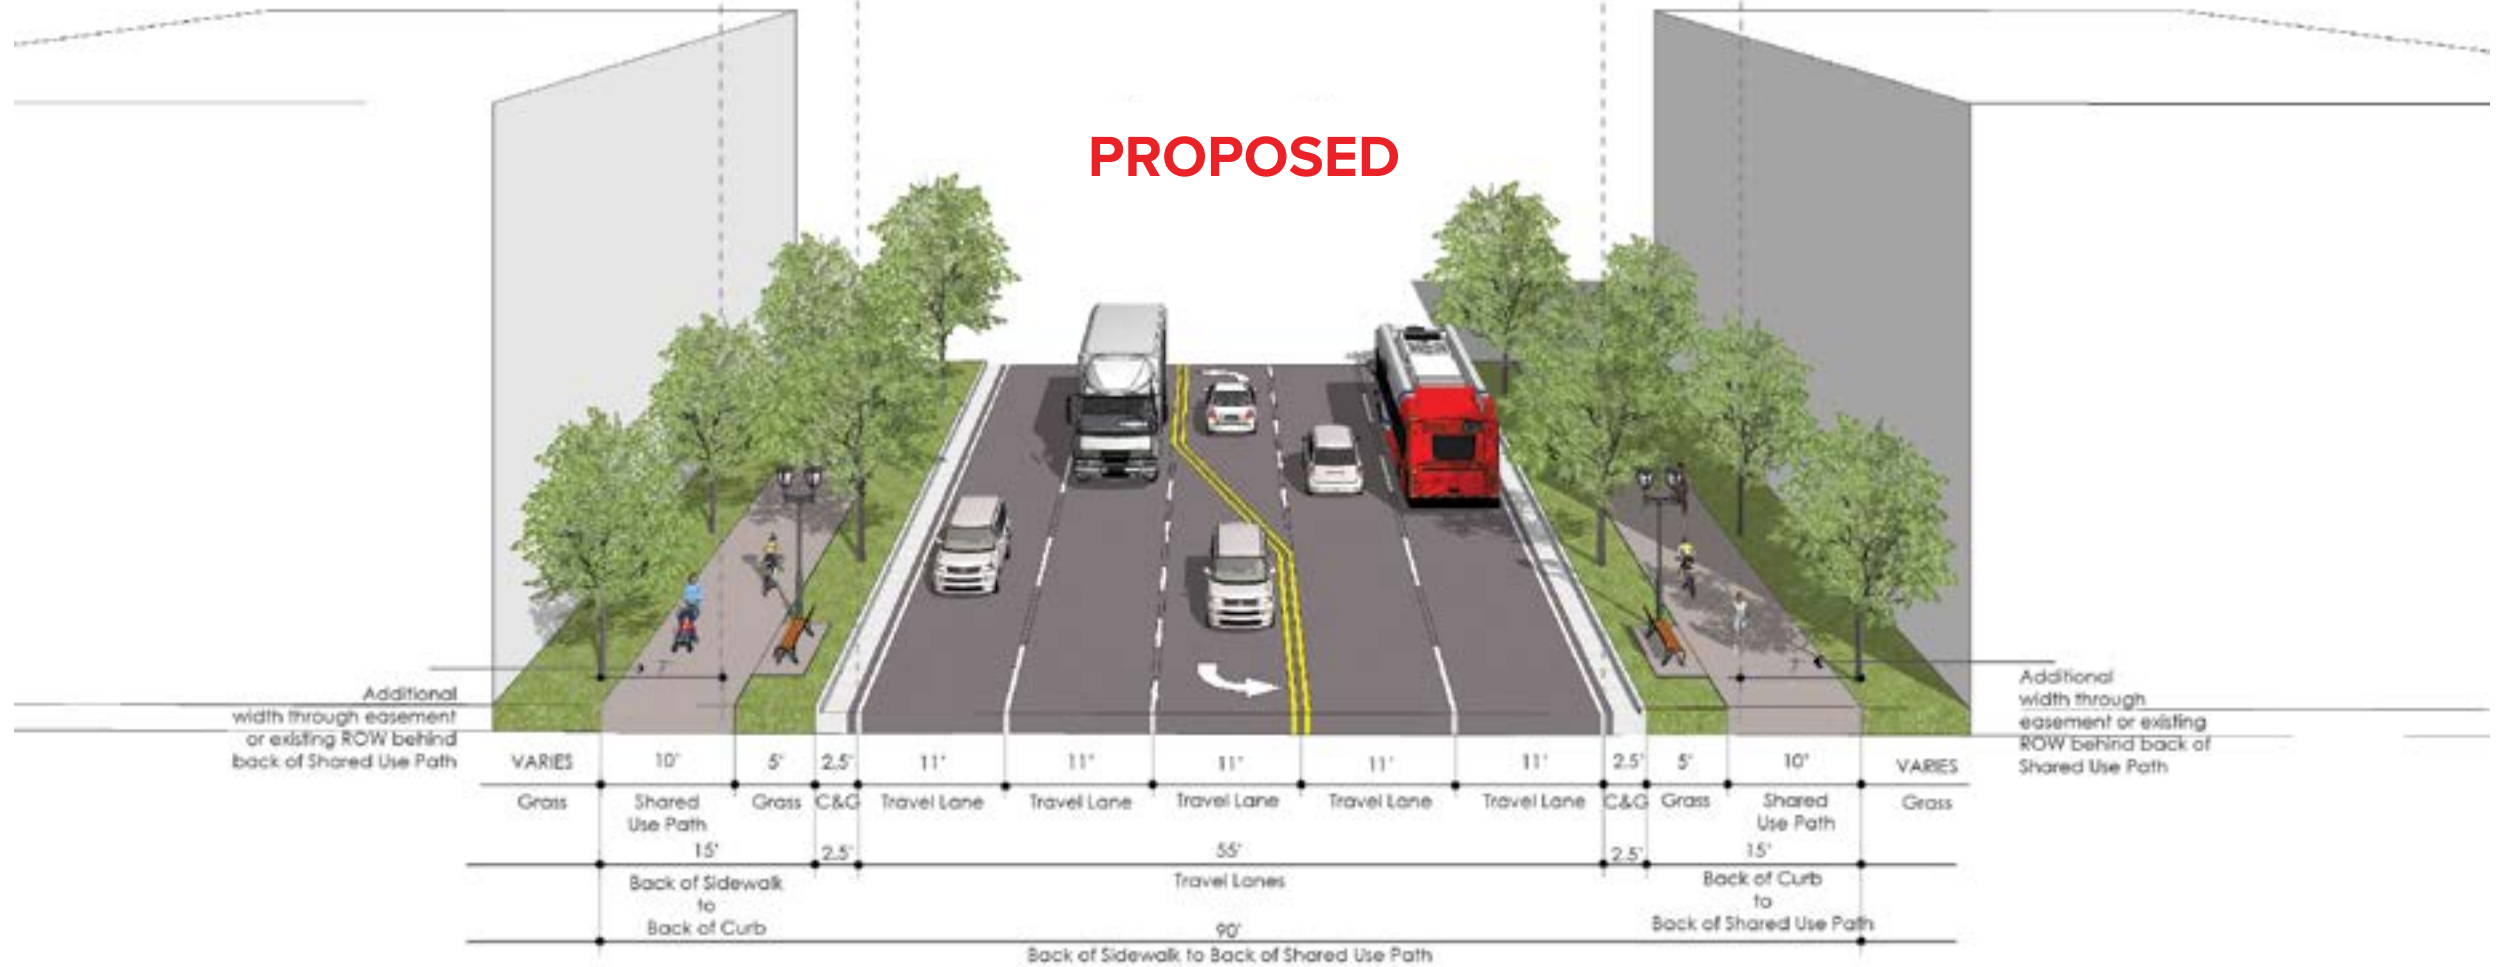 PROPOSED
7'
7'
Additional
width through easement
or existing ROW behind
back of Shared Use Path
Additional
width through
easement or existing
ROW behind back of
Shared Use Path
VARIES 10' 5' 2.5' 11' 11' 11' 11' 11' 2.5' 5' 10' VARIES
Grass Shared Use Path Grass C&G Travel Lane Travel Lane Travel Lane Travel Lane Travel Lane C&G Grass Shared Use Path Grass
15' 2.5' 55' 2.5' 15'
Back of Sidewalk
to
Back of Curb
Travel Lanes
Back of Curb
to
Back of Shared Use Path
90'
Back of Sidewalk to Back of Shared Use Path